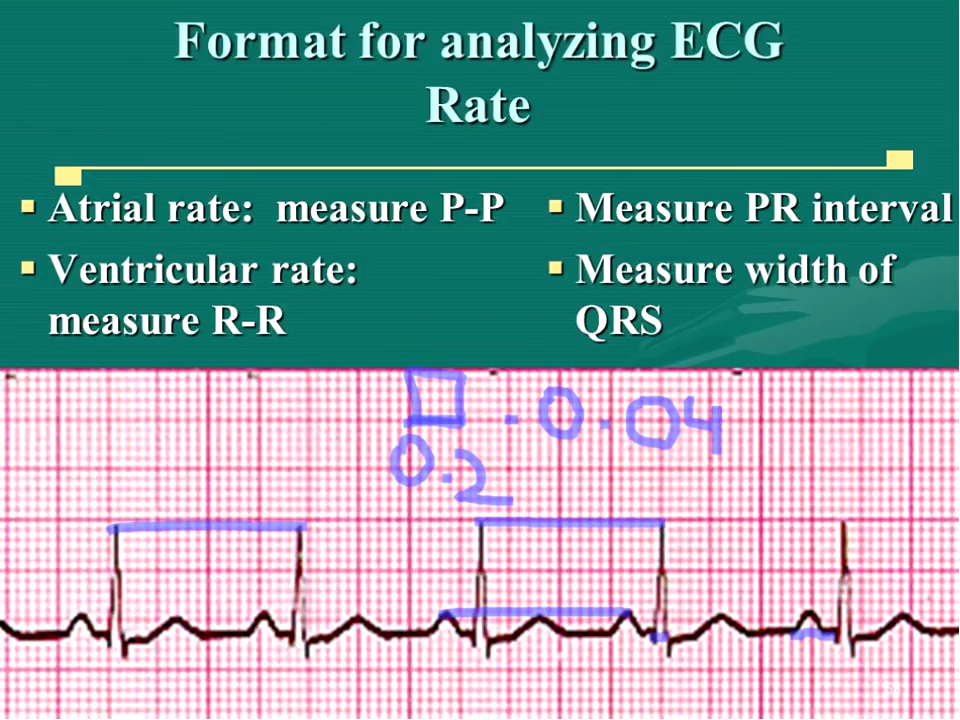 Format for analyzing ECG
Rate
Atrial rate: measure P-P
Ventricular rate:
measure R-R
Measure PR interval
Measure width of
QRS
. 0.04
0.2